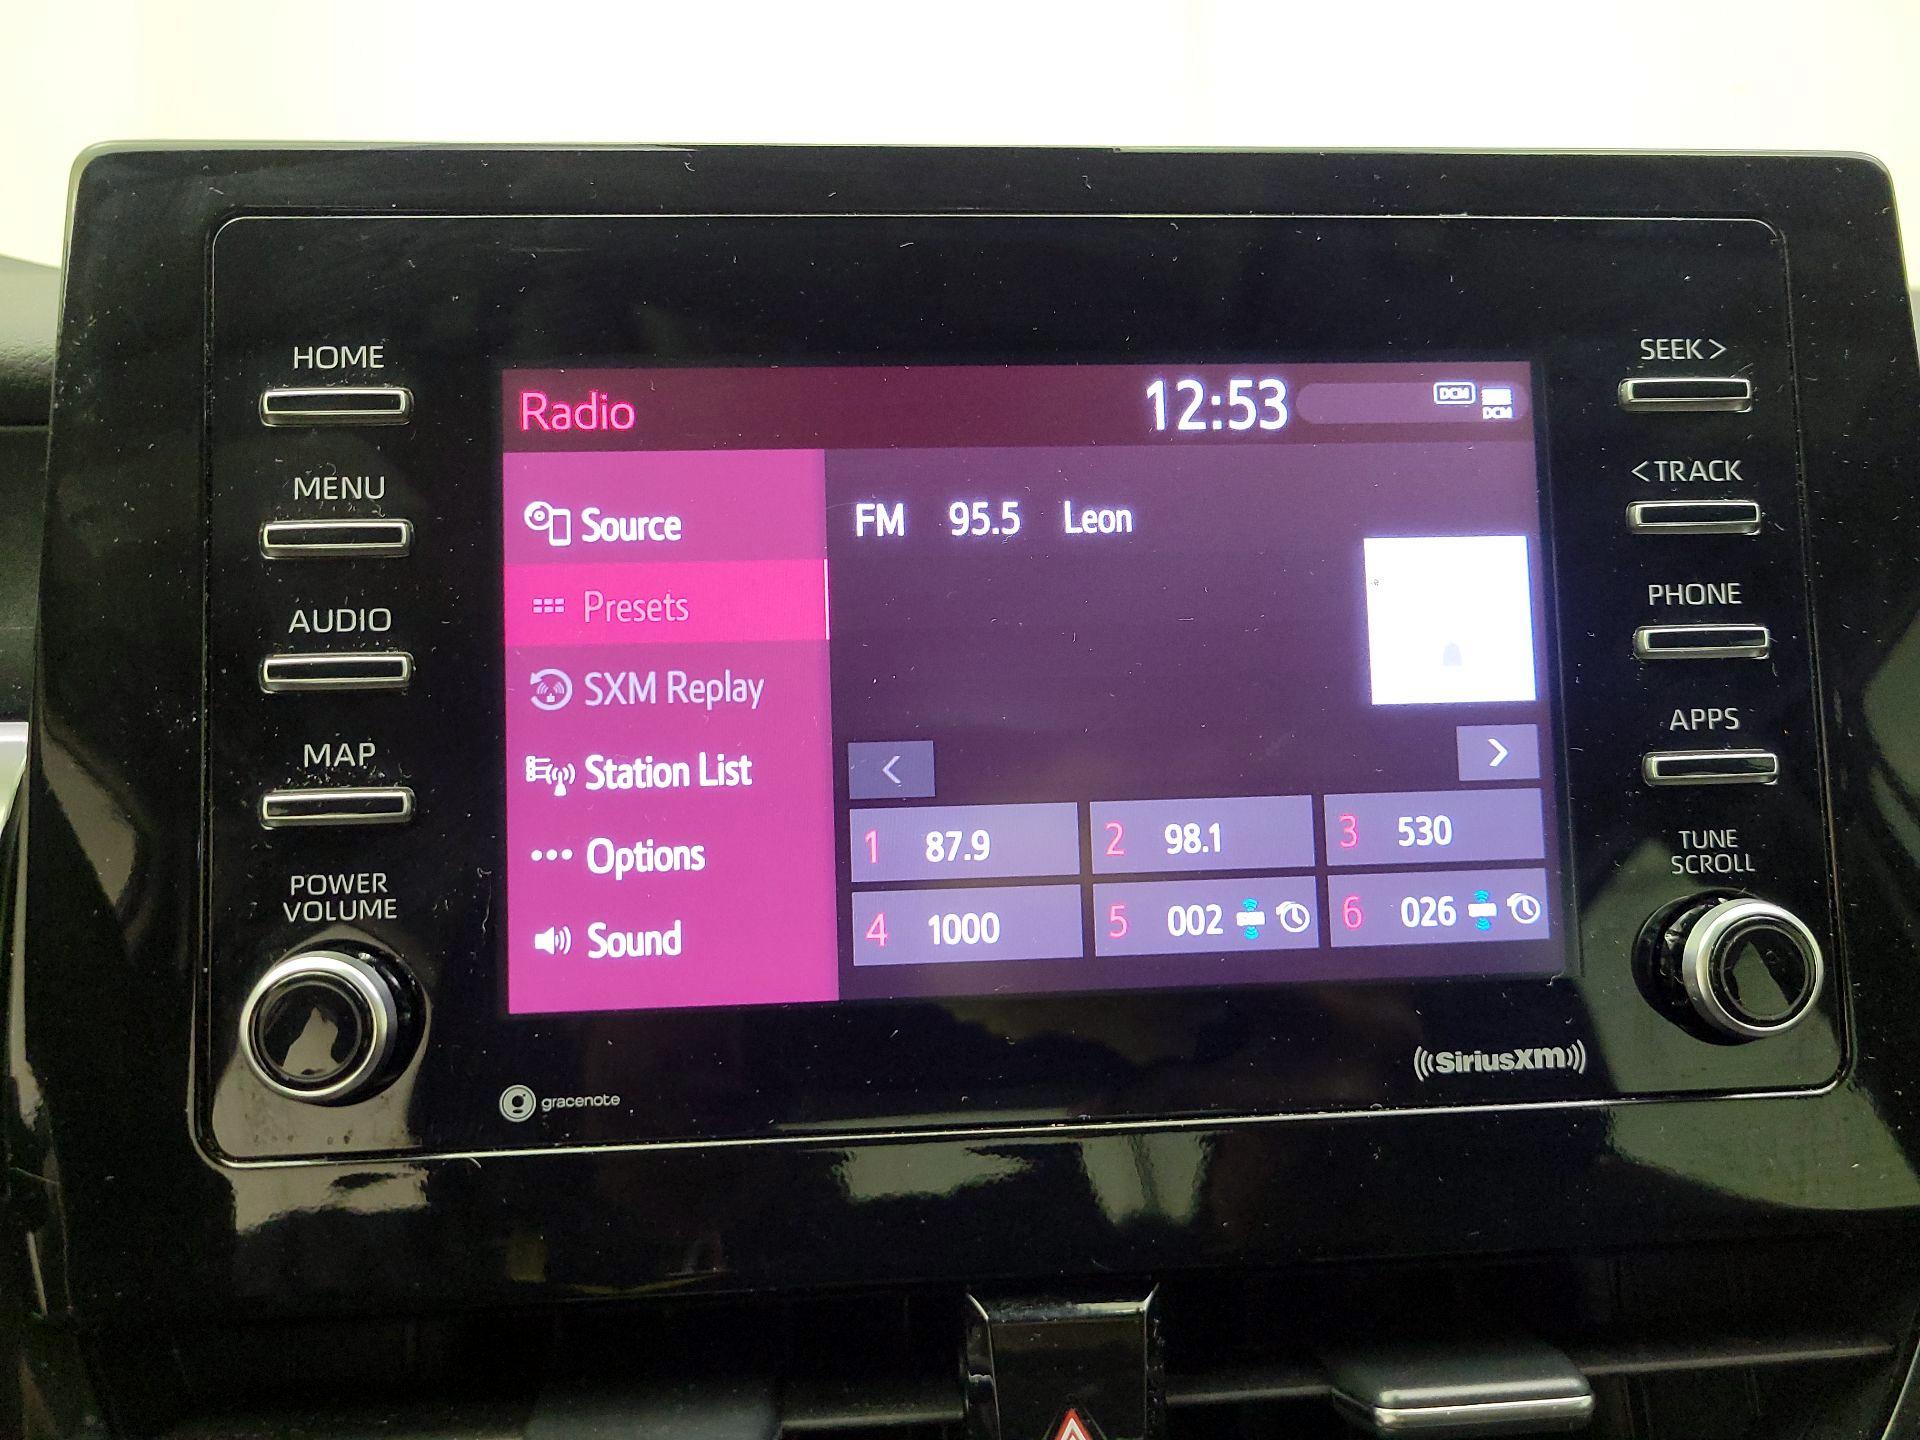 HOME
MENU
AUDIO
MAP
POWER
VOLUME
Radio
12:53
DCM
DCM
Source
Presets
SXM Replay
Station List
Options
Sound
FM 95.5 Leon
<
>
1 87.9
2 98.1
3 530
4 1000
5 002
6 026
SEEK >
< TRACK
PHONE
APPS
TUNE
SCROLL
gracenote
SiriusXM